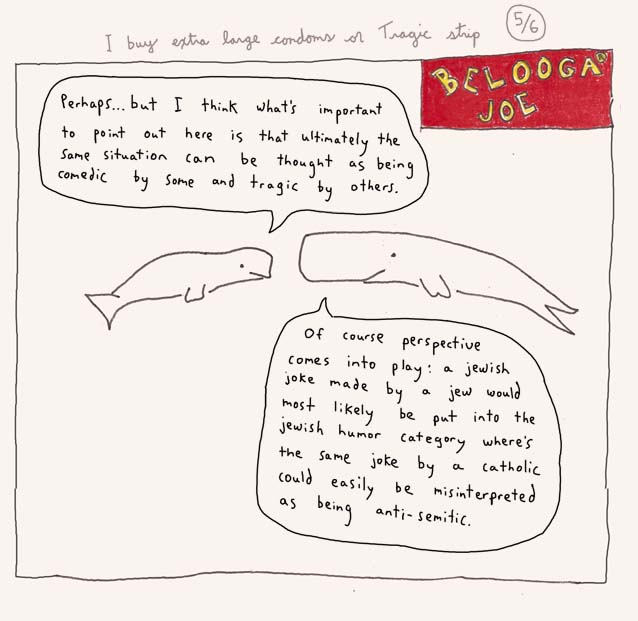 I buy extra large condoms or Tragic strip
5/6
BELOOGA
JOE
Perhaps... but I think what's important
to point out here is that ultimately the
same situation can be thought as being
comedic by some and tragic by others.
Of course perspective
comes into play: a jewish
joke made by a jew would
most likely be put into the
jewish humor category where's
the same joke by a catholic
could easily be misinterpreted
as being anti-semitic.